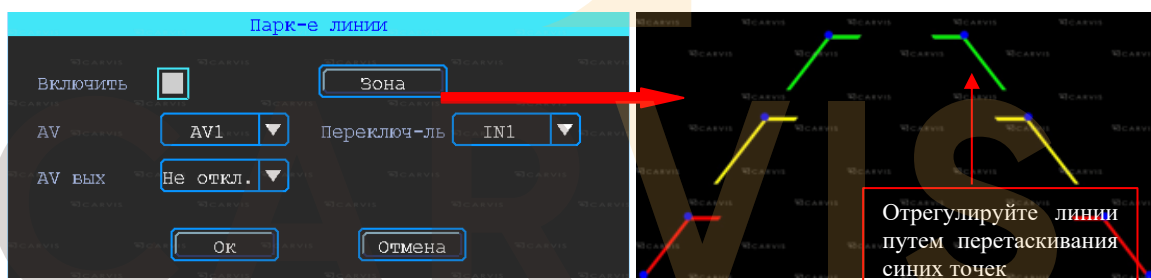 Парк-е линии
Включить
Зона
AV
AV1
Переключ-ль
IN1
AV вых
Не откл.
Ок
Отмена
Отрегулируйте линии
путем перетаскивания
синих точек
CARVIS